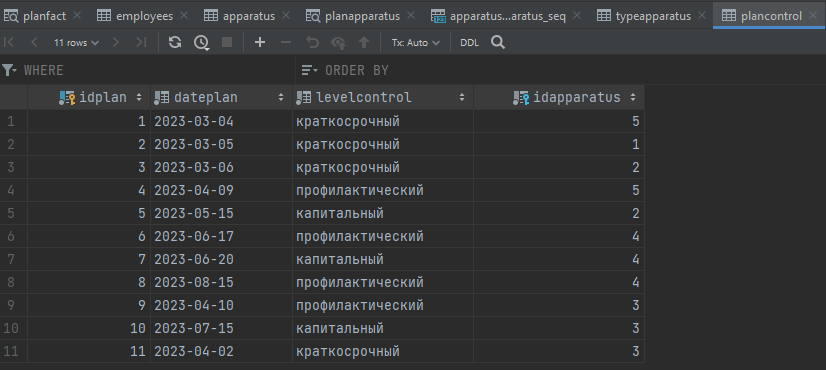 planfact employees apparatus planapparatus apparatus...aratus_seq typeapparatus plancontrol
11 rows Tx: Auto DDL
WHERE ORDER BY
idplan dateplan levelcontrol idapparatus
1 1 2023-03-04 краткосрочный 5
2 2 2023-03-05 краткосрочный 1
3 3 2023-03-06 краткосрочный 2
4 4 2023-04-09 профилактический 5
5 5 2023-05-15 капитальный 2
6 6 2023-06-17 профилактический 4
7 7 2023-06-20 капитальный 4
8 8 2023-08-15 профилактический 4
9 9 2023-04-10 профилактический 3
10 10 2023-07-15 капитальный 3
11 11 2023-04-02 краткосрочный 3